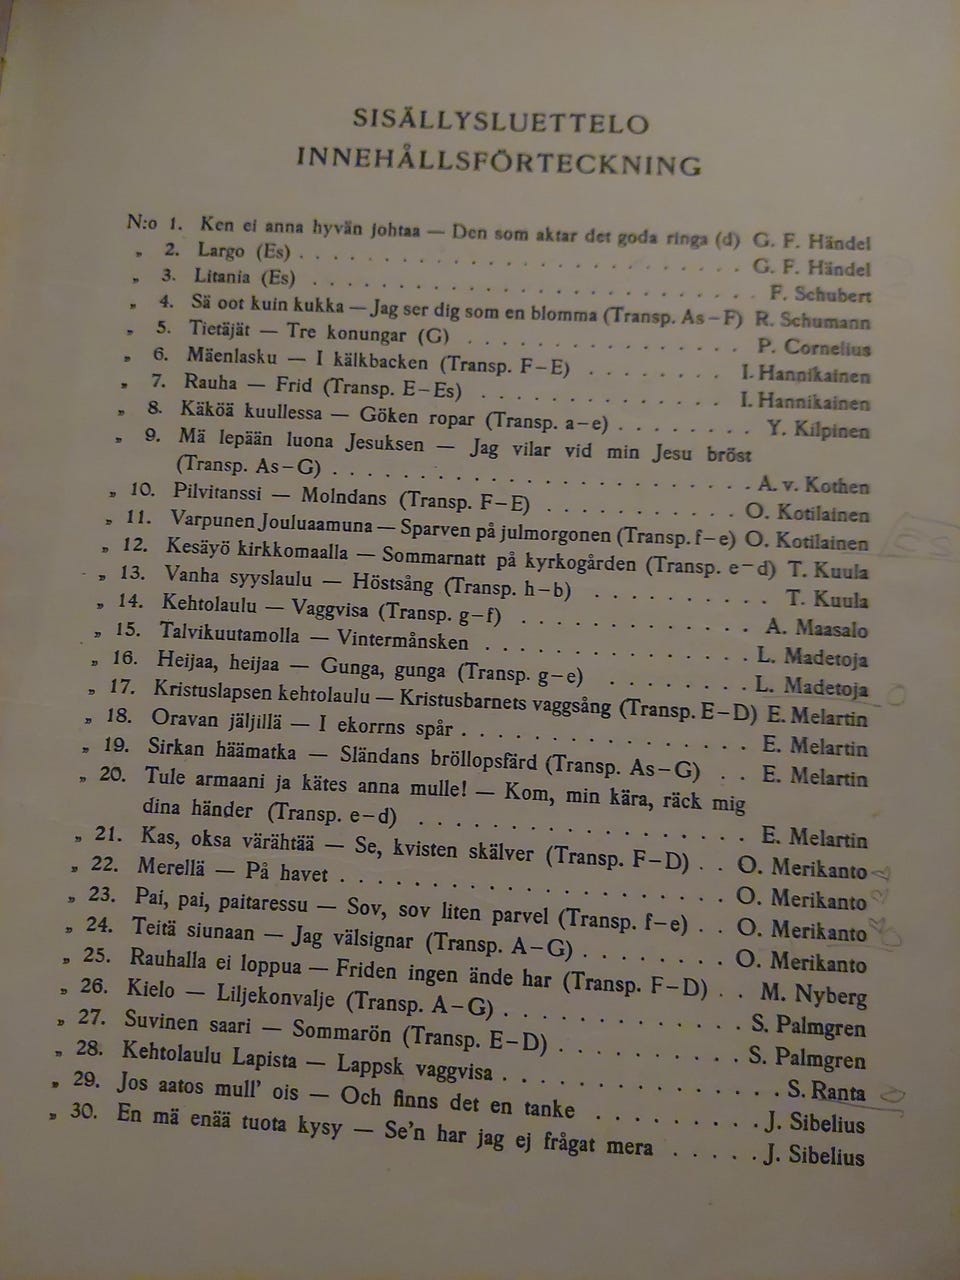 SISÄLLYSLUETTELO
INNEHÅLLSFÖRTECKNING
N:o 1. Ken ei anna hyvän johtaa — Den som aktar det goda ringa (d) G. F. Händel
„ 2. Largo (Es) . . . . . . . . . . . . . . . . . . . . G. F. Händel
„ 3. Litania (Es) . . . . . . . . . . . . . . . . . . . . F. Schubert
„ 4. Sä oot kuin kukka — Jag ser dig som en blomma (Transp. As–F) R. Schumann
„ 5. Tietäjät — Tre konungar (G) . . . . . . . . . . . . . P. Cornelius
„ 6. Mäenlasku — I kälkbacken (Transp. F–E) . . . . . . . . I. Hannikainen
„ 7. Rauha — Frid (Transp. E–Es) . . . . . . . . . . . . I. Hannikainen
„ 8. Käköä kuullessa — Göken ropar (Transp. a–e) . . . . . . . . Y. Kilpinen
„ 9. Mä lepään luona Jesuksen — Jag vilar vid min Jesu bröst
(Transp. As–G) . . . . . . . . . . . . . . . . . . . A. v. Kothen
„ 10. Pilvitanssi — Molndans (Transp. F–E) . . . . . . . . . . O. Kotilainen
„ 11. Varpunen Jouluaamuna — Sparven på julmorgonen (Transp. f–e) O. Kotilainen
„ 12. Kesäyö kirkkomaalla — Sommarnatt på kyrkogården (Transp. e–d) T. Kuula
„ 13. Vanha syyslaulu — Höstsång (Transp. h–b) . . . . . . . . . . T. Kuula
„ 14. Kehtolaulu — Vaggvisa (Transp. g–f) . . . . . . . . . . . . . A. Maasalo
„ 15. Talvikuutamolla — Vintermånsken . . . . . . . . . . . . . . L. Madetoja
„ 16. Heijaa, heijaa — Gunga, gunga (Transp. g–e) . . . . . . . L. Madetoja
„ 17. Kristuslapsen kehtolaulu — Kristusbarnets vaggsång (Transp. E–D) E. Melartin
„ 18. Oravan jäljillä — I ekorrns spår . . . . . . . . . . . . . . . E. Melartin
„ 19. Sirkan häämatka — Sländans bröllopsfärd (Transp. As–G) . . E. Melartin
„ 20. Tule armaani ja kätes anna mulle! — Kom, min kära, räck mig
dina händer (Transp. e–d) . . . . . . . . . . . . . . . . . E. Melartin
„ 21. Kas, oksa värähtää — Se, kvisten skälver (Transp. F–D) . . O. Merikanto
„ 22. Merellä — På havet . . . . . . . . . . . . . . . . . . . . O. Merikanto
„ 23. Pai, pai, paitaressu — Sov, sov liten parvel (Transp. f–e) . . O. Merikanto
„ 24. Teitä siunaan — Jag välsignar (Transp. A–G) . . . . . . . . O. Merikanto
„ 25. Rauhalla ei loppua — Friden ingen ände har (Transp. F–D) . . M. Nyberg
„ 26. Kielo — Liljekonvalje (Transp. A–G) . . . . . . . . . . . . . S. Palmgren
„ 27. Suvinen saari — Sommarön (Transp. E–D) . . . . . . . . . . S. Palmgren
„ 28. Kehtolaulu Lapista — Lappsk vaggvisa . . . . . . . . . . . . . . S. Ranta
„ 29. Jos aatos mull' ois — Och finns det en tanke . . . . . . . . . J. Sibelius
„ 30. En mä enää tuota kysy — Se'n har jag ej frågat mera . . . . . J. Sibelius